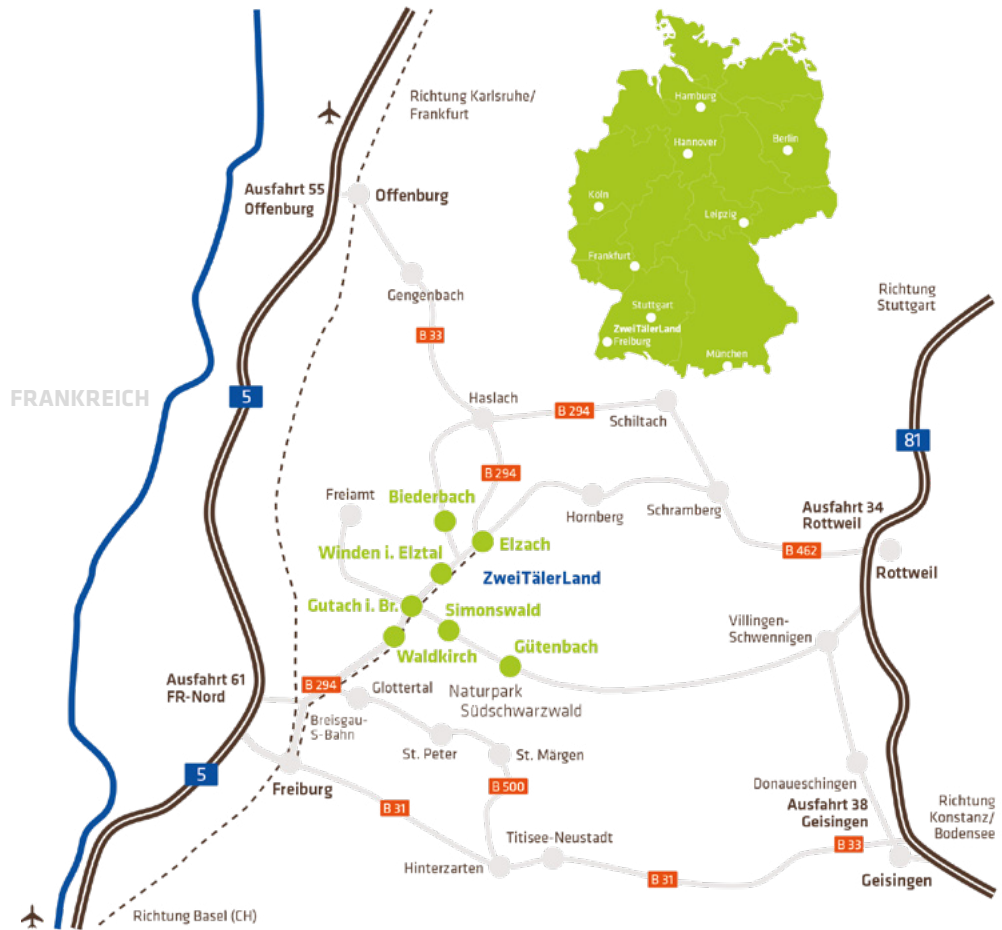 Richtung Karlsruhe/
Frankfurt
Hamburg
Hannover
Berlin
Köln
Leipzig
Frankfurt
Stuttgart
ZweiTälerLand
Freiburg
München
Ausfahrt 55
Offenburg
Offenburg
Gengenbach
B 33
Richtung
Stuttgart
FRANKREICH
5
Haslach
B 294
Schiltach
81
B 294
Biederbach
Freiamt
Hornberg
Schramberg
Ausfahrt 34
Rottweil
Elzach
Winden i. Elztal
B 462
Rottweil
ZweiTälerLand
Gutach i. Br.
Simonswald
Waldkirch
Gütenbach
Villingen-
Schwennigen
Ausfahrt 61
FR-Nord
B 294
Glottertal
Naturpark
Südschwarzwald
Breisgau-
S-Bahn
St. Peter
St. Märgen
5
Freiburg
B 500
B 31
Donaueschingen
Ausfahrt 38
Geisingen
Richtung
Konstanz/
Bodensee
Titisee-Neustadt
B 33
Hinterzarten
B 31
Geisingen
Richtung Basel (CH)